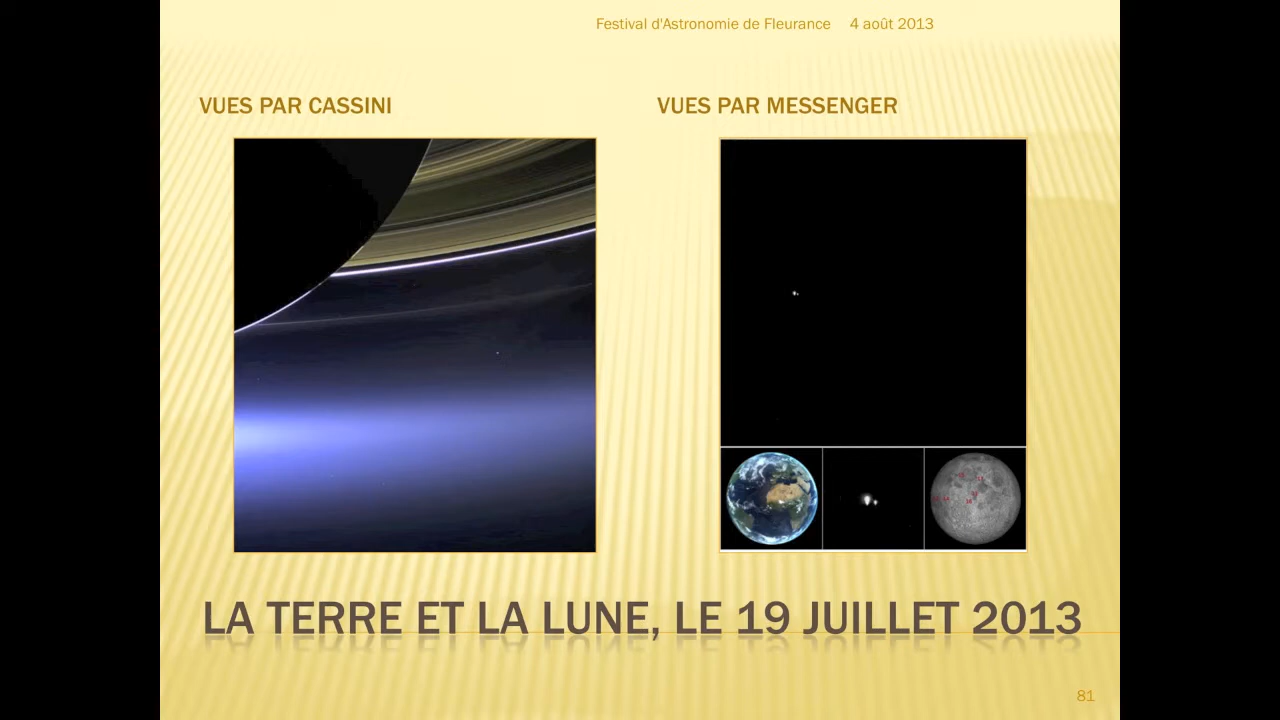 Festival d'Astronomie de Fleurance 4 août 2013
VUES PAR CASSINI
VUES PAR MESSENGER
LA TERRE ET LA LUNE, LE 19 JUILLET 2013
81